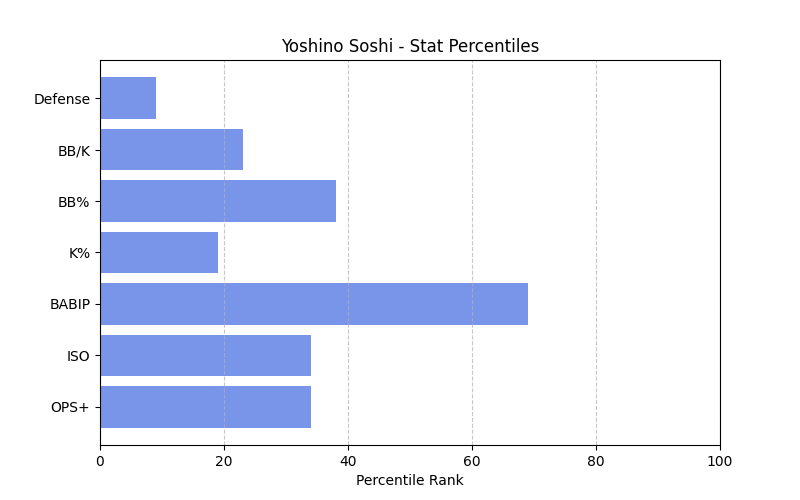 Yoshino Soshi - Stat Percentiles
Defense
BB/K
BB%
K%
BABIP
ISO
OPS+
0 20 40 60 80 100
Percentile Rank